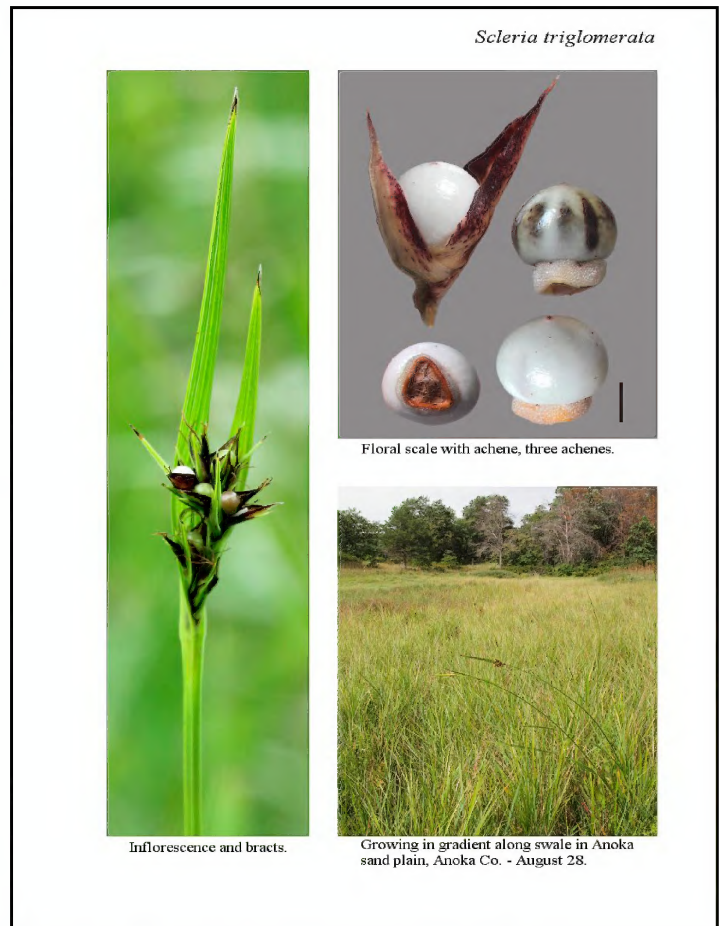 Scleria triglomerata
Floral scale with achene, three achenes.
Inflorescence and bracts.
Growing in gradient along swale in Anoka
sand plain, Anoka Co. - August 28.